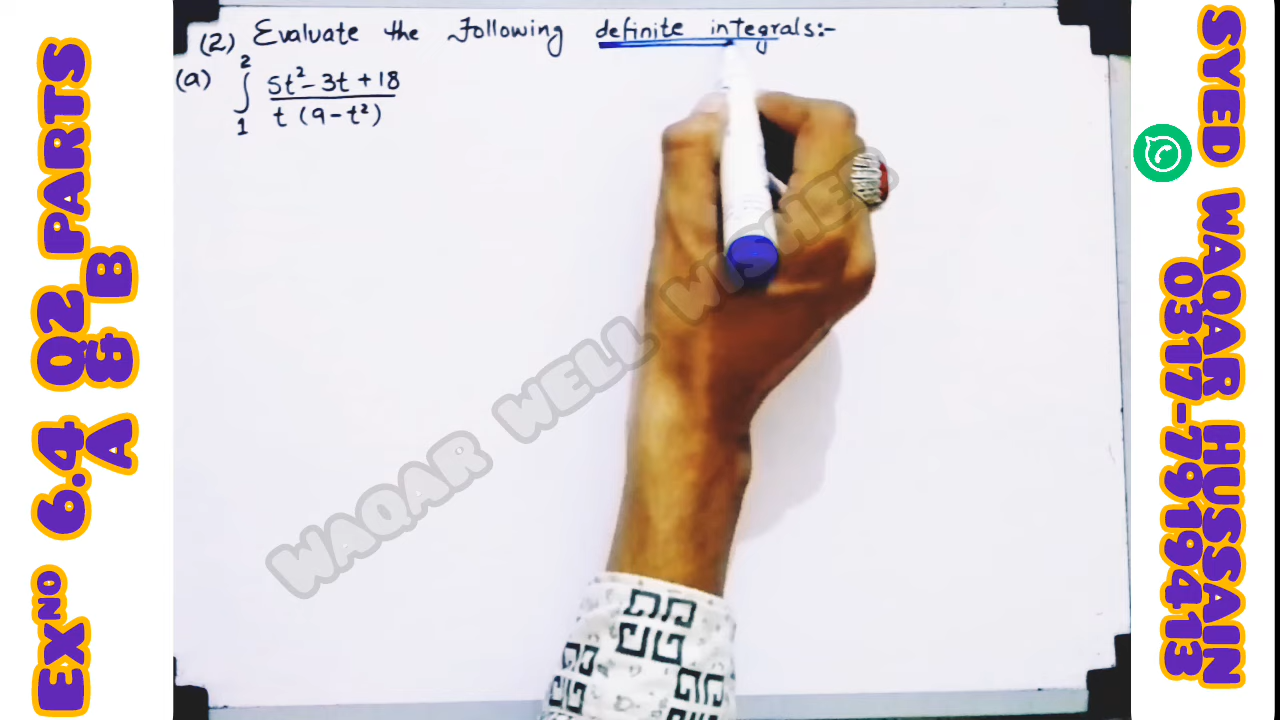 (2) Evaluate the following definite integrals:-
(a) ∫₁² (5t² - 3t + 18) / (t (9 - t²))
WAQAR WELL WISHER
EXᴺᴼ 6.4 Q2 PARTS
A & B
SYED WAQAR HUSSAIN
0317-7919413